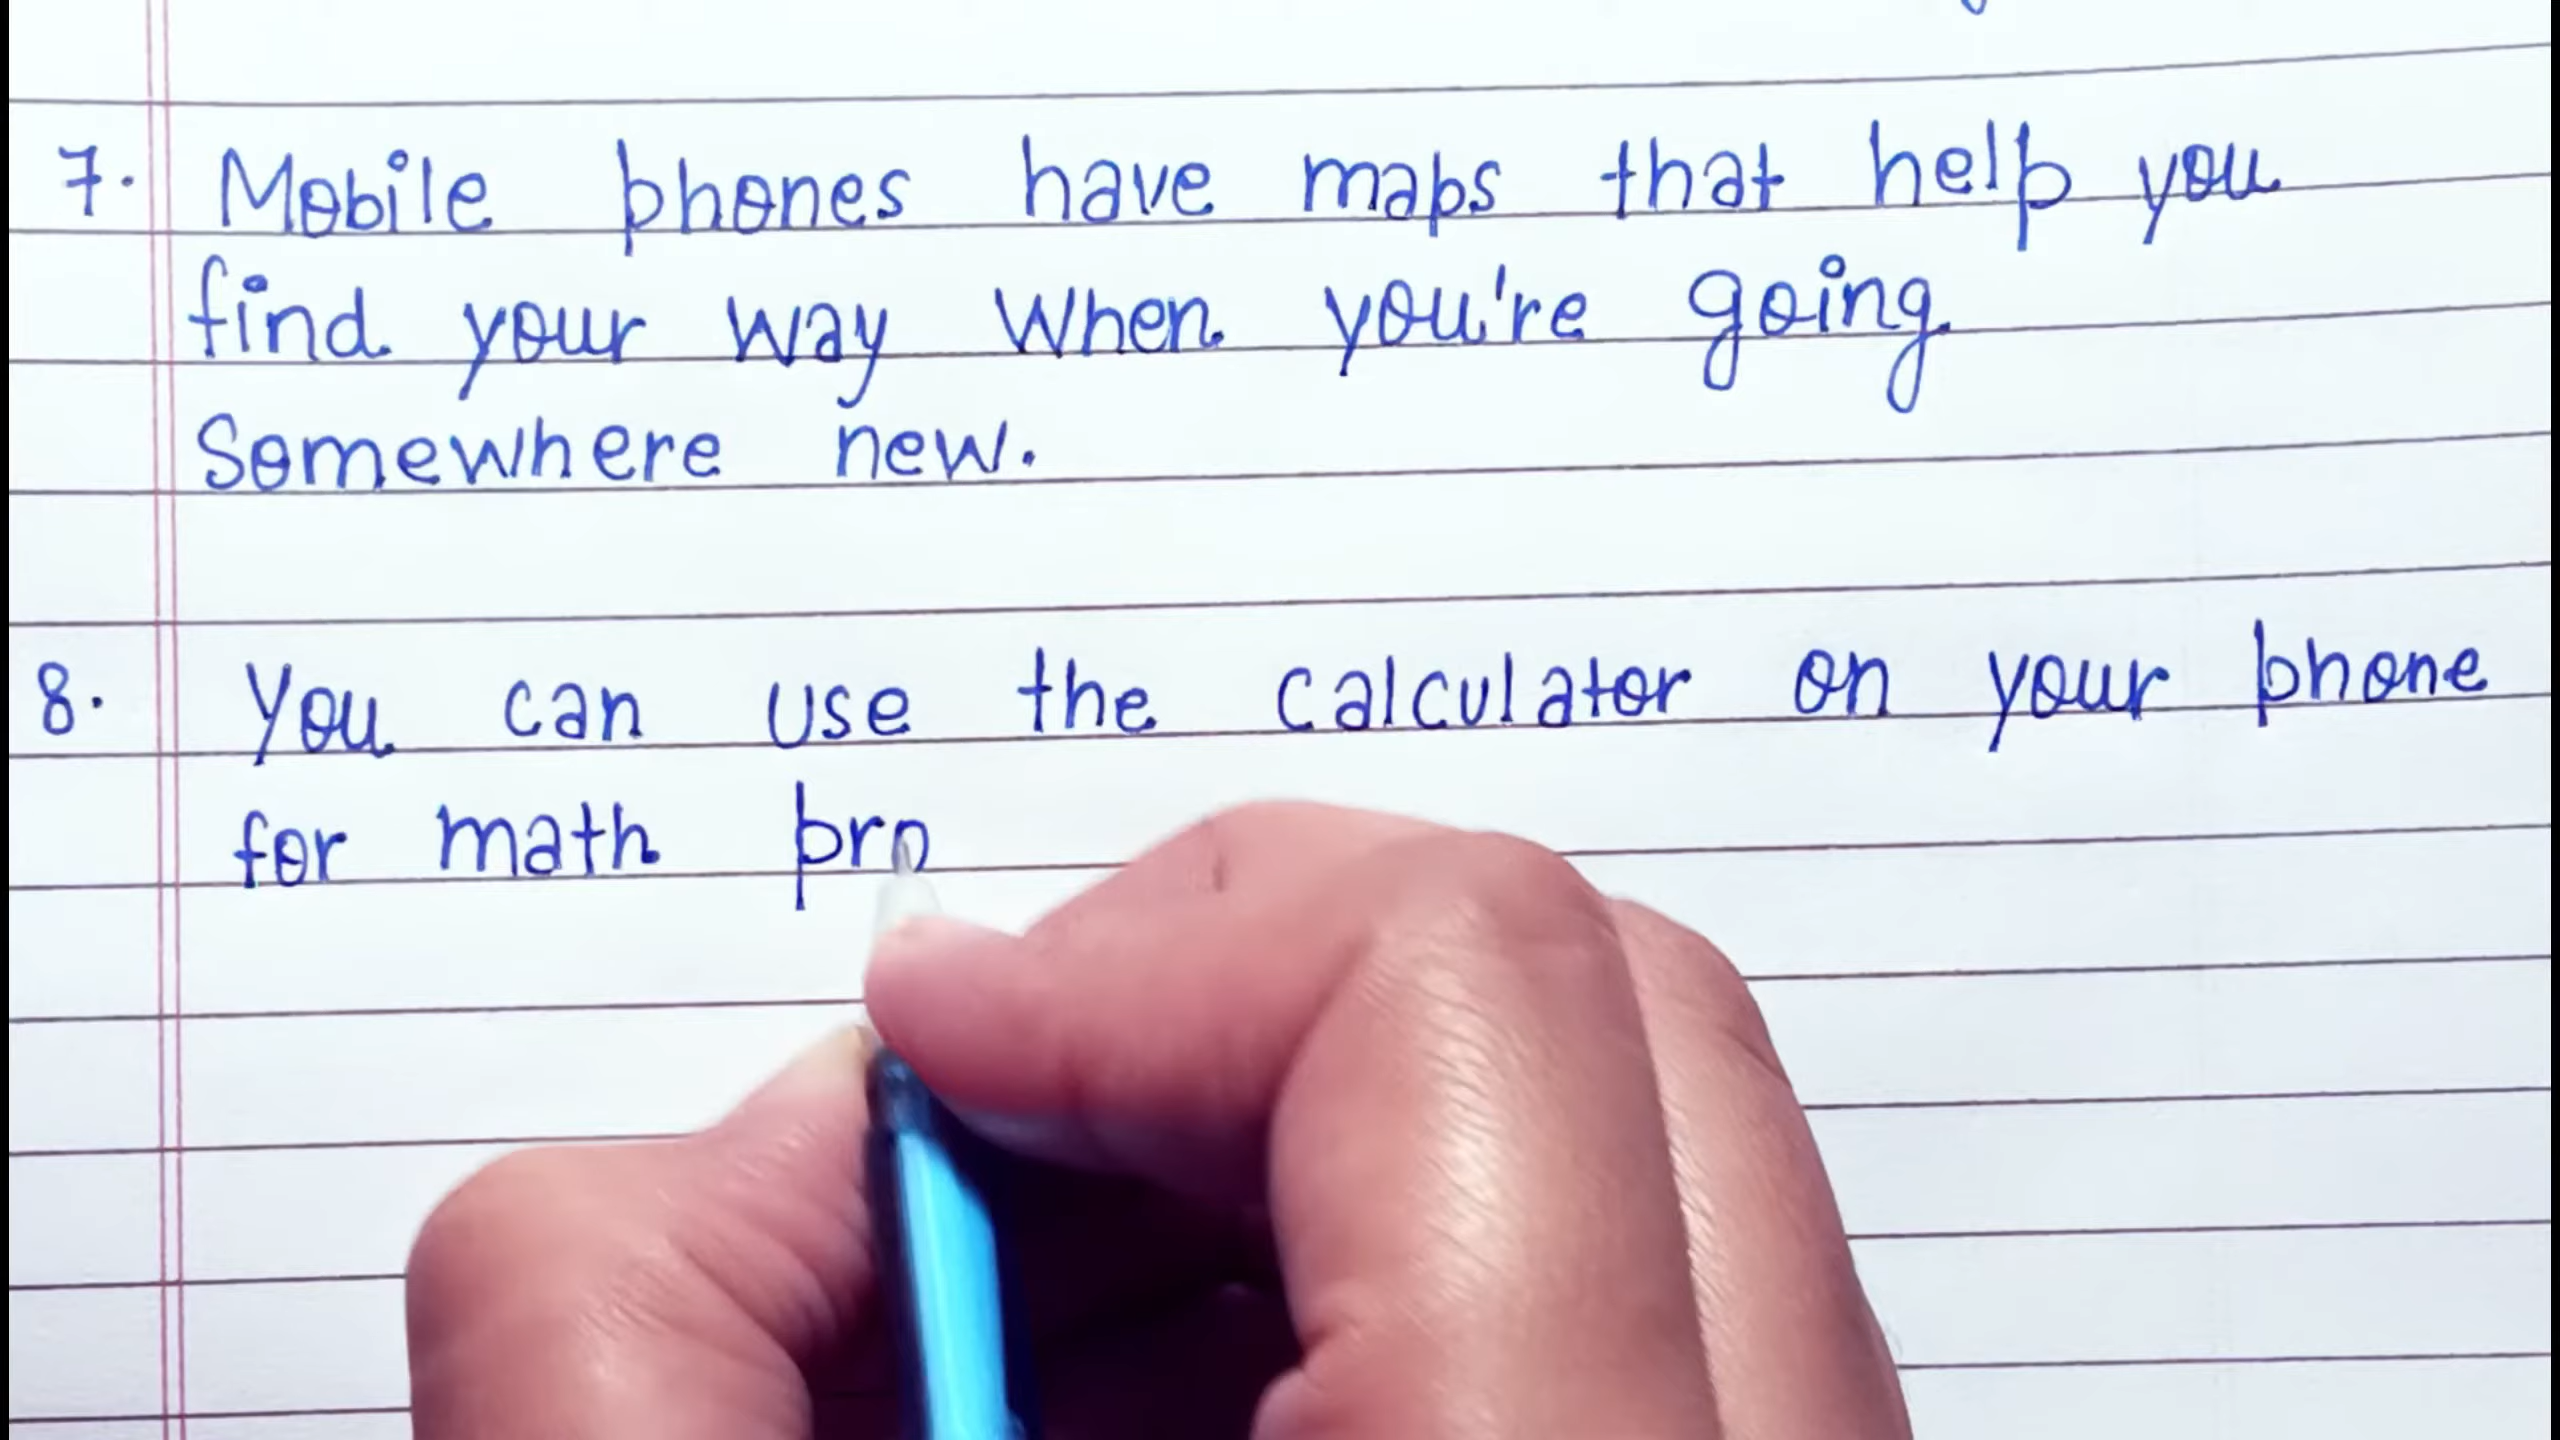 7. Mobile phones have maps that help you
find your way when you're going
Somewhere new.
8. You can use the calculator on your phone
for math pro